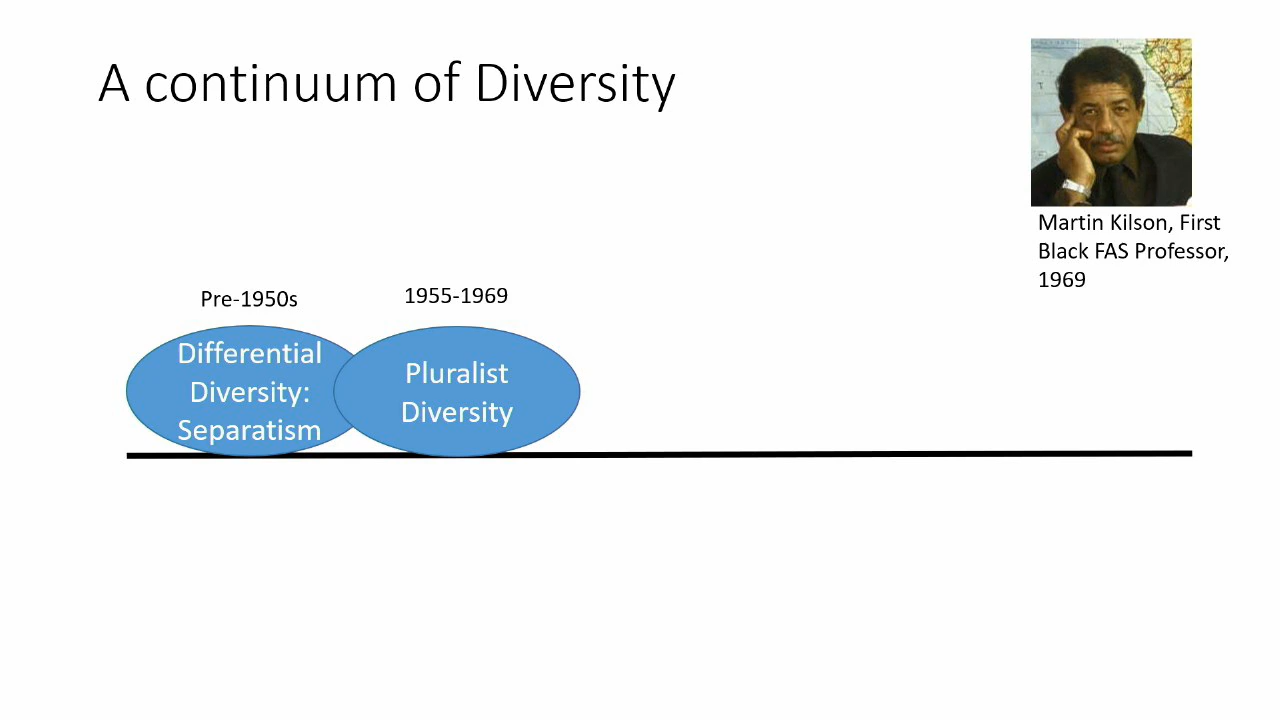 A continuum of Diversity
Martin Kilson, First
Black FAS Professor,
1969
Pre-1950s
1955-1969
Differential
Diversity:
Separatism
Pluralist
Diversity